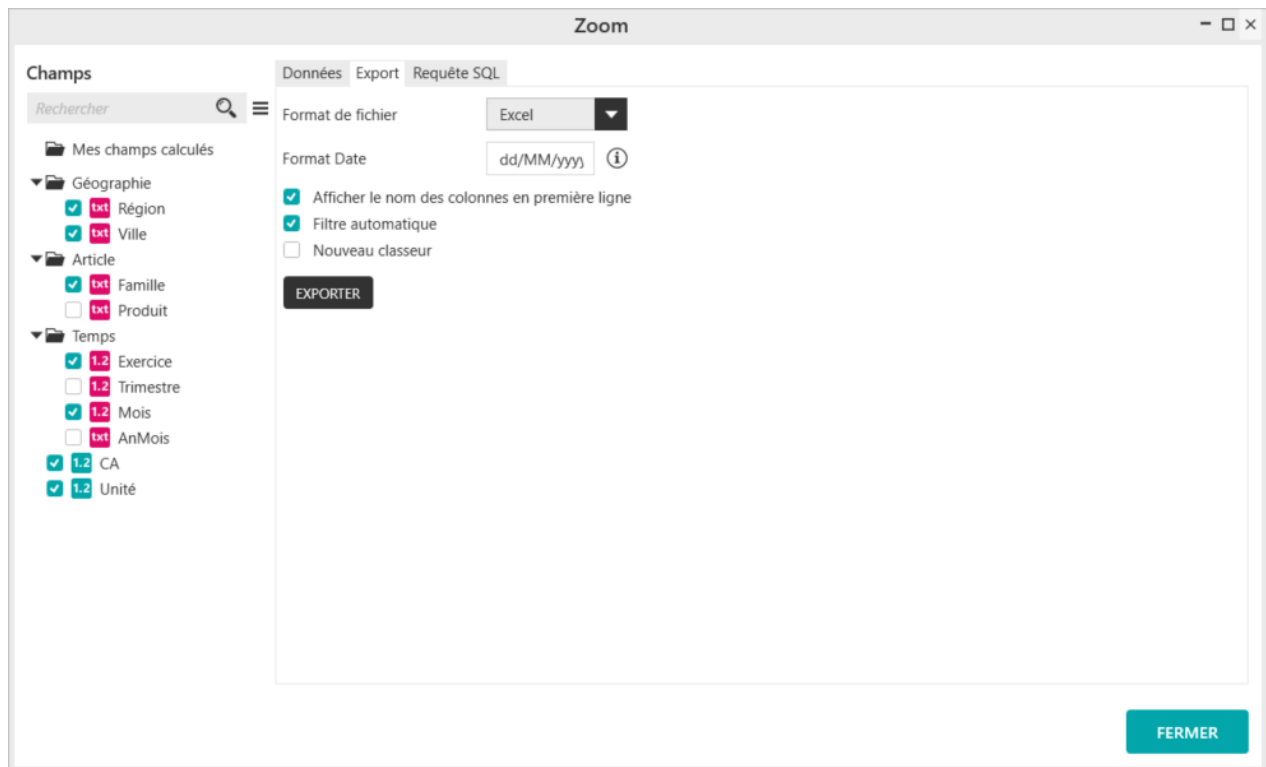 Zoom
Champs
Rechercher
Mes champs calculés
Géographie
txt Région
txt Ville
Article
txt Famille
txt Produit
Temps
1.2 Exercice
1.2 Trimestre
1.2 Mois
txt AnMois
1.2 CA
1.2 Unité
Données Export Requête SQL
Format de fichier Excel
Format Date dd/MM/yyyy
Afficher le nom des colonnes en première ligne
Filtre automatique
Nouveau classeur
EXPORTER
FERMER